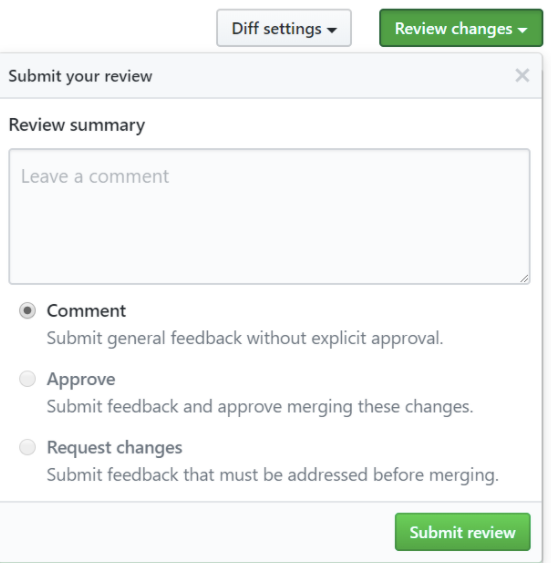 Diff settings
Review changes
Submit your review
Review summary
Leave a comment
Comment
Submit general feedback without explicit approval.
Approve
Submit feedback and approve merging these changes.
Request changes
Submit feedback that must be addressed before merging.
Submit review